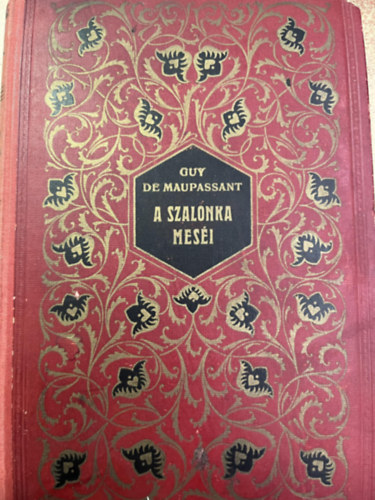 GUY
DE MAUPASSANT
A SZALONKA
MESÉI